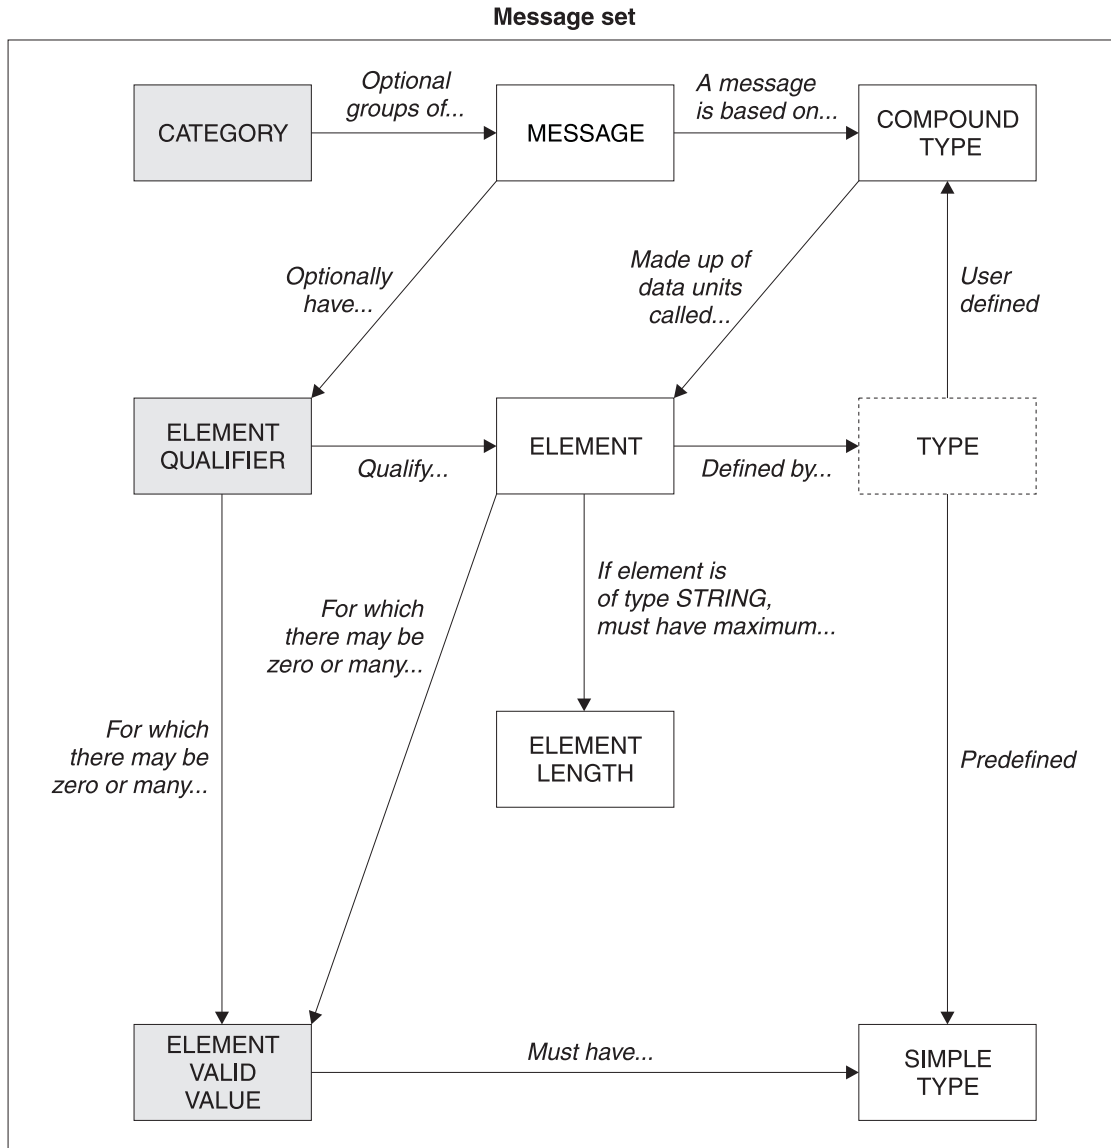 Message set
Optional
groups of...
A message
is based on...
CATEGORY
MESSAGE
COMPOUND
TYPE
Optionally
have...
Made up of
data units
called...
User
defined
ELEMENT
QUALIFIER
Qualify...
ELEMENT
Defined by...
TYPE
If element is
of type STRING,
must have maximum...
For which
there may be
zero or many...
For which
there may be
zero or many...
ELEMENT
LENGTH
Predefined
ELEMENT
VALID
VALUE
Must have...
SIMPLE
TYPE